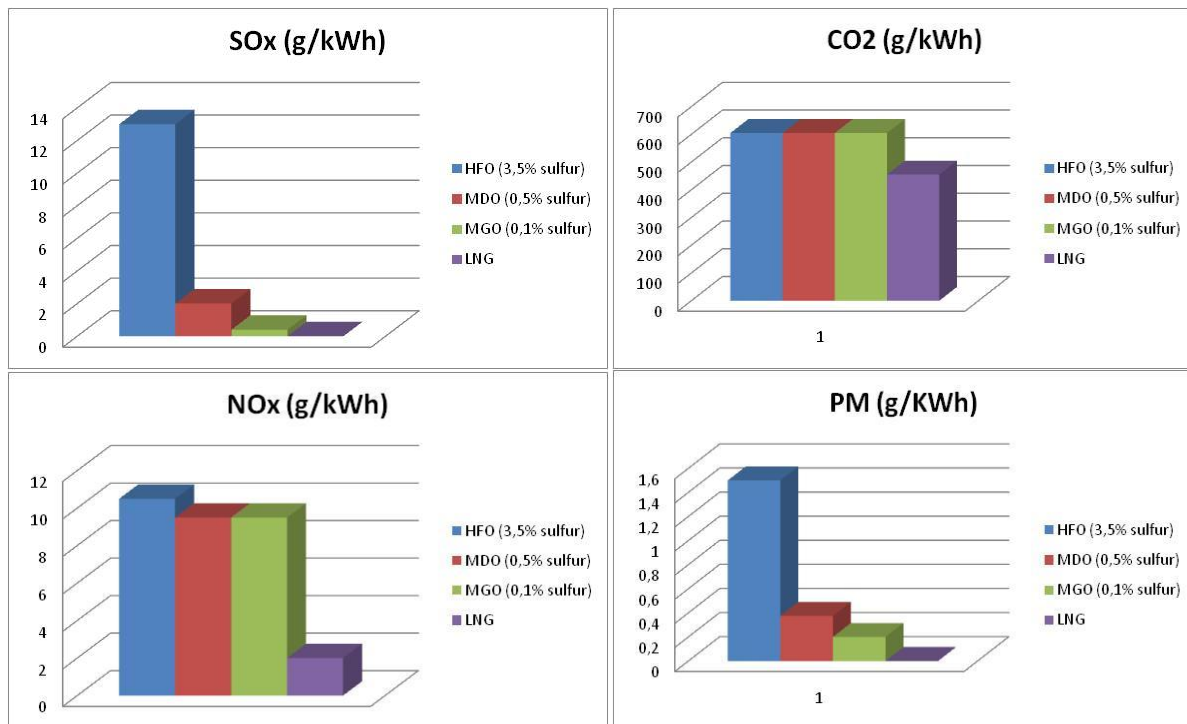 SOx (g/kWh)
14
12
10
8
6
4
2
0
HFO (3,5% sulfur)
MDO (0,5% sulfur)
MGO (0,1% sulfur)
LNG
CO2 (g/kWh)
700
600
500
400
300
200
100
0
1
HFO (3,5% sulfur)
MDO (0,5% sulfur)
MGO (0,1% sulfur)
LNG
NOx (g/kWh)
12
10
8
6
4
2
0
HFO (3,5% sulfur)
MDO (0,5% sulfur)
MGO (0,1% sulfur)
LNG
PM (g/KWh)
1,6
1,4
1,2
1
0,8
0,6
0,4
0,2
0
1
HFO (3,5% sulfur)
MDO (0,5% sulfur)
MGO (0,1% sulfur)
LNG